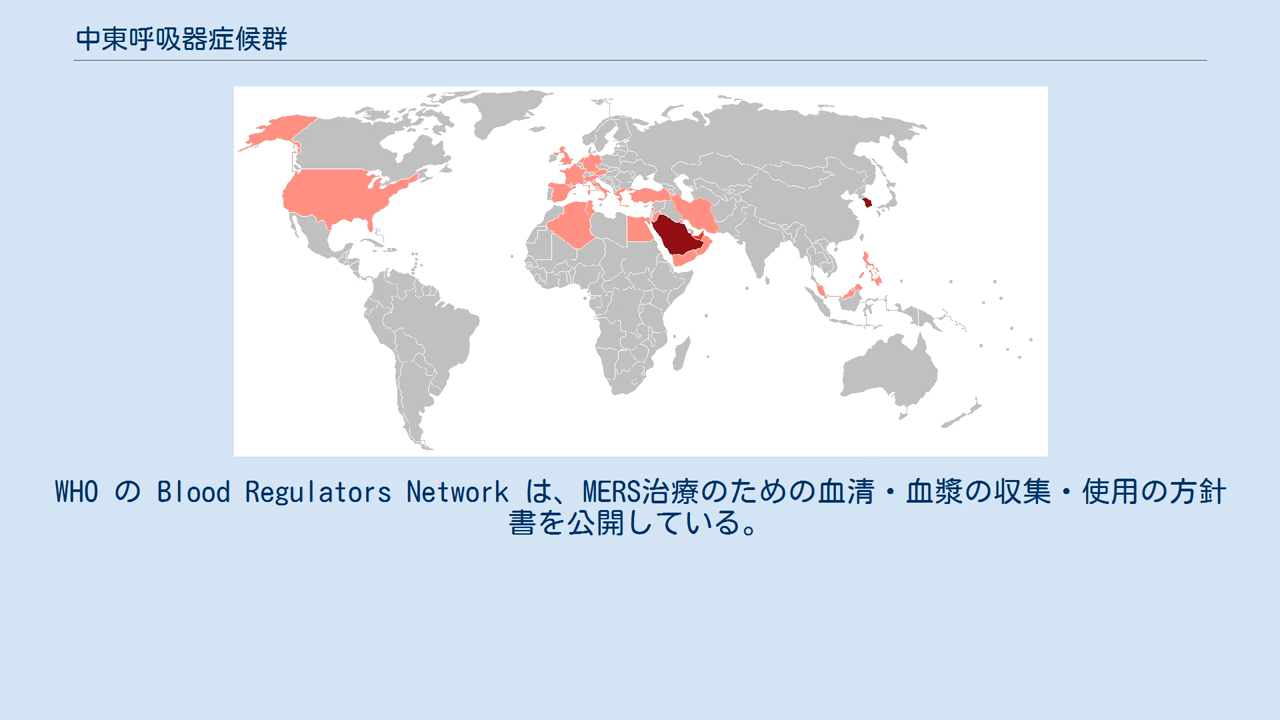 中東呼吸器症候群
WHO の Blood Regulators Network は、MERS治療のための血清・血漿の収集・使用の方針
書を公開している。